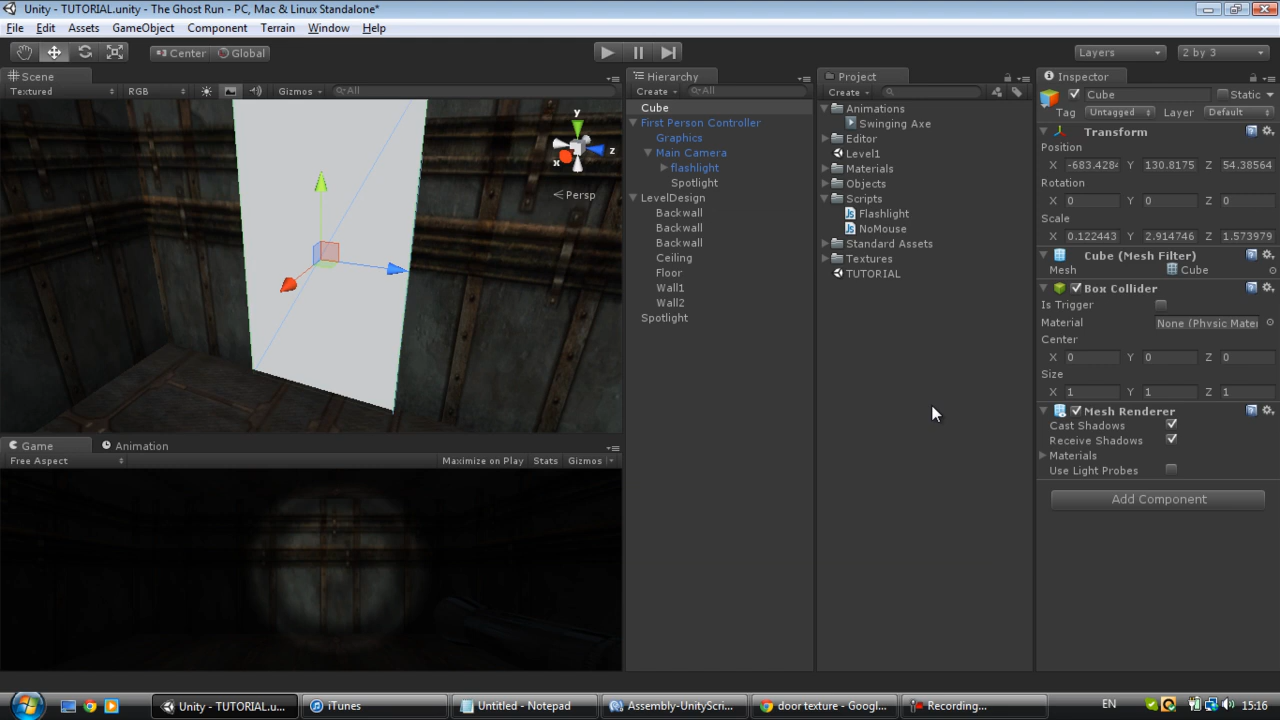 Unity - TUTORIAL.unity - The Ghost Run - PC, Mac & Linux Standalone*
File Edit Assets GameObject Component Terrain Window Help
Center Global Layers 2 by 3
Scene
Textured RGB Gizmos All
y
z
x
Persp
Game Animation
Free Aspect Maximize on Play Stats Gizmos
Hierarchy
Create All
Cube
First Person Controller
Graphics
Main Camera
flashlight
Spotlight
LevelDesign
Backwall
Backwall
Backwall
Ceiling
Floor
Wall1
Wall2
Spotlight
Project
Create
Animations
Swinging Axe
Editor
Level1
Materials
Objects
Scripts
Js Flashlight
Js NoMouse
Standard Assets
Textures
TUTORIAL
Inspector
Cube Static
Tag Untagged Layer Default
Transform
Position
X -683.428 Y 130.8175 Z 54.38564
Rotation
X 0 Y 0 Z 0
Scale
X 0.122443 Y 2.914746 Z 1.573979
Cube (Mesh Filter)
Mesh Cube
Box Collider
Is Trigger
Material None (Physic Mater
Center
X 0 Y 0 Z 0
Size
X 1 Y 1 Z 1
Mesh Renderer
Cast Shadows
Receive Shadows
Materials
Use Light Probes
Add Component
Unity - TUTORIAL.u... iTunes Untitled - Notepad Assembly-UnityScri... door texture - Googl... Recording... EN 15:16